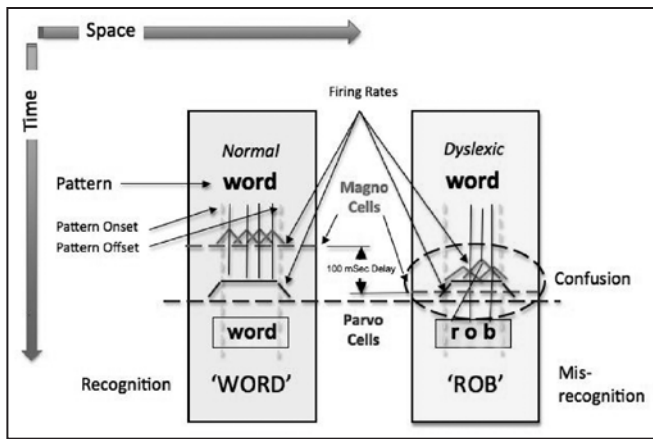 Space
Time
Firing Rates
Normal
Dyslexic
Pattern
word
word
Magno
Cells
Pattern Onset
Pattern Offset
100 mSec Delay
Confusion
word
Parvo
Cells
r o b
Recognition
'WORD'
'ROB'
Mis-
recognition